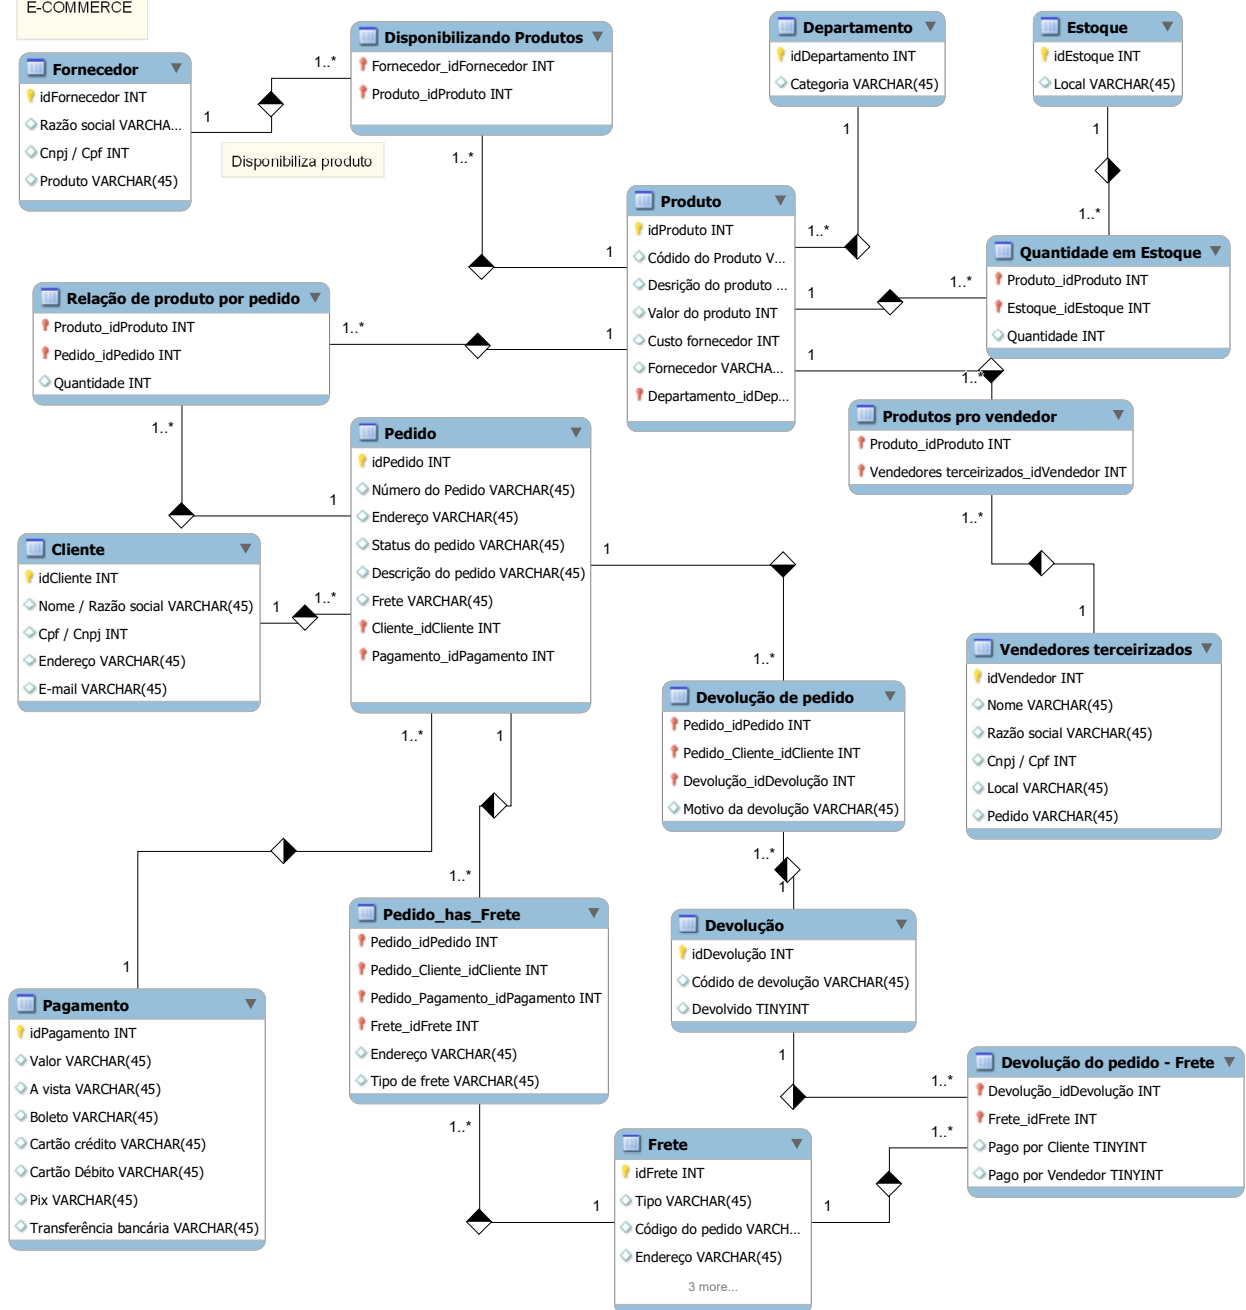 E-COMMERCE
Fornecedor
idFornecedor INT
Razão social VARCHA...
Cnpj / Cpf INT
Produto VARCHAR(45)
1
1..*
Disponibiliza produto
Disponibilizando Produtos
Fornecedor_idFornecedor INT
Produto_idProduto INT
1..*
1
Departamento
idDepartamento INT
Categoria VARCHAR(45)
1
1..*
Estoque
idEstoque INT
Local VARCHAR(45)
1
1..*
Produto
idProduto INT
Códido do Produto V...
Desrição do produto ...
Valor do produto INT
Custo fornecedor INT
Fornecedor VARCHA...
Departamento_idDep...
1
1..*
Quantidade em Estoque
Produto_idProduto INT
Estoque_idEstoque INT
Quantidade INT
1
1..*
Relação de produto por pedido
Produto_idProduto INT
Pedido_idPedido INT
Quantidade INT
1..*
1
1..*
1
Produtos pro vendedor
Produto_idProduto INT
Vendedores terceirizados_idVendedor INT
1..*
1
Pedido
idPedido INT
Número do Pedido VARCHAR(45)
Endereço VARCHAR(45)
Status do pedido VARCHAR(45)
Descrição do pedido VARCHAR(45)
Frete VARCHAR(45)
Cliente_idCliente INT
Pagamento_idPagamento INT
Cliente
idCliente INT
Nome / Razão social VARCHAR(45)
Cpf / Cnpj INT
Endereço VARCHAR(45)
E-mail VARCHAR(45)
1
1..*
1
1..*
Vendedores terceirizados
idVendedor INT
Nome VARCHAR(45)
Razão social VARCHAR(45)
Cnpj / Cpf INT
Local VARCHAR(45)
Pedido VARCHAR(45)
Devolução de pedido
Pedido_idPedido INT
Pedido_Cliente_idCliente INT
Devolução_idDevolução INT
Motivo da devolução VARCHAR(45)
1..*
1
1..*
1
1
1..*
Pedido_has_Frete
Pedido_idPedido INT
Pedido_Cliente_idCliente INT
Pedido_Pagamento_idPagamento INT
Frete_idFrete INT
Endereço VARCHAR(45)
Tipo de frete VARCHAR(45)
Devolução
idDevolução INT
Códido de devolução VARCHAR(45)
Devolvido TINYINT
1
1..*
Pagamento
idPagamento INT
Valor VARCHAR(45)
A vista VARCHAR(45)
Boleto VARCHAR(45)
Cartão crédito VARCHAR(45)
Cartão Débito VARCHAR(45)
Pix VARCHAR(45)
Transferência bancária VARCHAR(45)
Devolução do pedido - Frete
Devolução_idDevolução INT
Frete_idFrete INT
Pago por Cliente TINYINT
Pago por Vendedor TINYINT
1..*
1
1..*
1
Frete
idFrete INT
Tipo VARCHAR(45)
Código do pedido VARCH...
Endereço VARCHAR(45)
3 more...